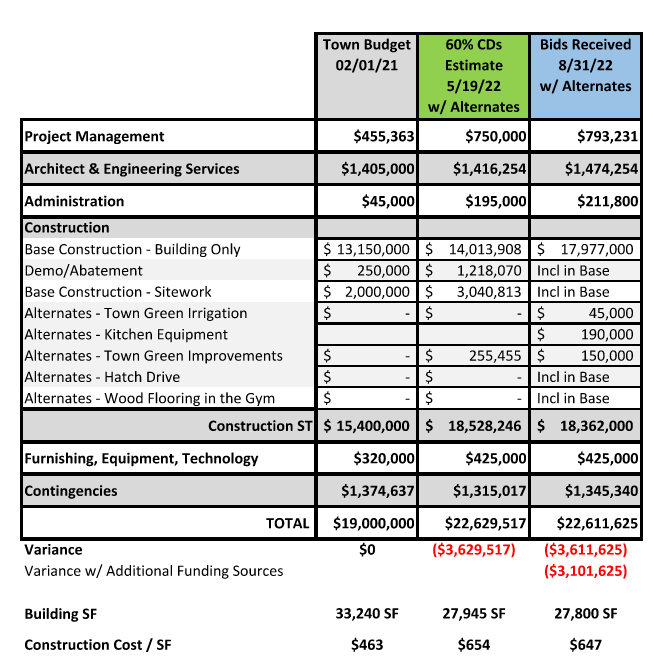 Town Budget 60% CDs Bids Received
02/01/21 Estimate 8/31/22
5/19/22 w/ Alternates
w/ Alternates
Project Management $455,363 $750,000 $793,231
Architect & Engineering Services $1,405,000 $1,416,254 $1,474,254
Administration $45,000 $195,000 $211,800
Construction
Base Construction - Building Only $ 13,150,000 $ 14,013,908 $ 17,977,000
Demo/Abatement $ 250,000 $ 1,218,070 Incl in Base
Base Construction - Sitework $ 2,000,000 $ 3,040,813 Incl in Base
Alternates - Town Green Irrigation $ - $ - $ 45,000
Alternates - Kitchen Equipment $ 190,000
Alternates - Town Green Improvements $ - $ 255,455 $ 150,000
Alternates - Hatch Drive $ - $ - Incl in Base
Alternates - Wood Flooring in the Gym $ - $ - Incl in Base
Construction ST $ 15,400,000 $ 18,528,246 $ 18,362,000
Furnishing, Equipment, Technology $320,000 $425,000 $425,000
Contingencies $1,374,637 $1,315,017 $1,345,340
TOTAL $19,000,000 $22,629,517 $22,611,625
Variance $0 ($3,629,517) ($3,611,625)
Variance w/ Additional Funding Sources ($3,101,625)
Building SF 33,240 SF 27,945 SF 27,800 SF
Construction Cost / SF $463 $654 $647